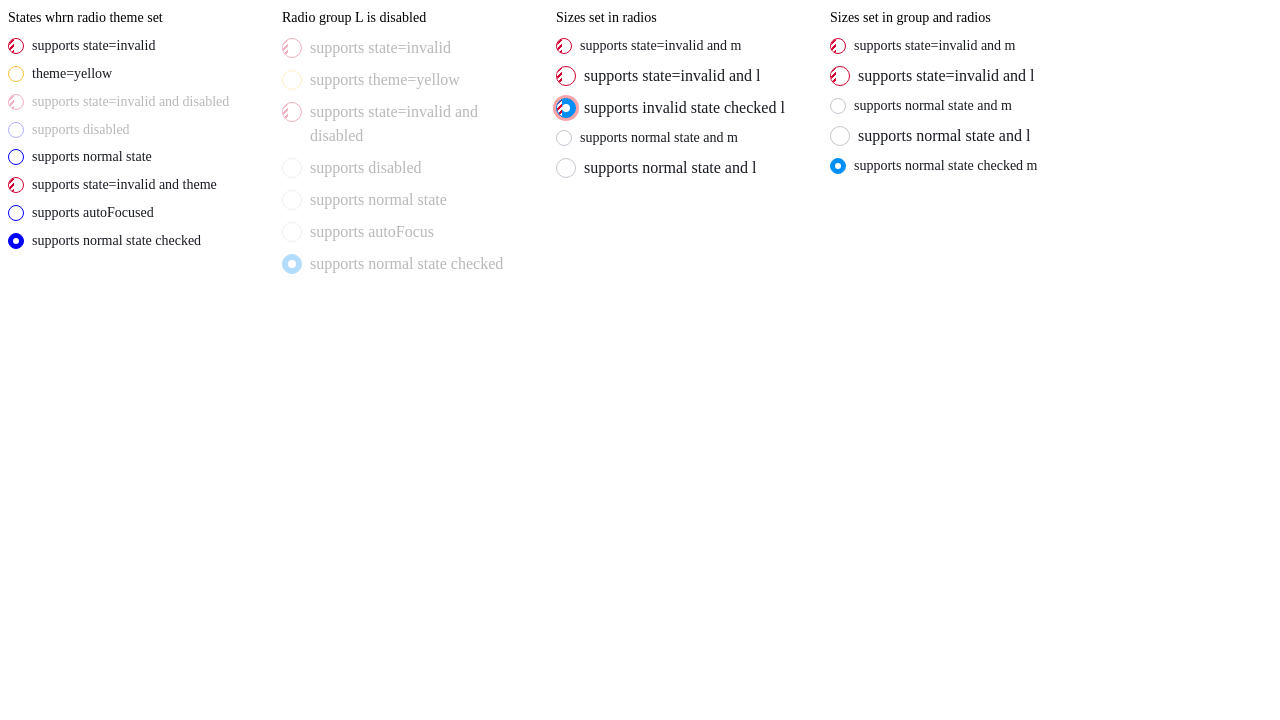 States whrn radio theme set
supports state=invalid
theme=yellow
supports state=invalid and disabled
supports disabled
supports normal state
supports state=invalid and theme
supports autoFocused
supports normal state checked
Radio group L is disabled
supports state=invalid
supports theme=yellow
supports state=invalid and
disabled
supports disabled
supports normal state
supports autoFocus
supports normal state checked
Sizes set in radios
supports state=invalid and m
supports state=invalid and l
supports invalid state checked l
supports normal state and m
supports normal state and l
Sizes set in group and radios
supports state=invalid and m
supports state=invalid and l
supports normal state and m
supports normal state and l
supports normal state checked m